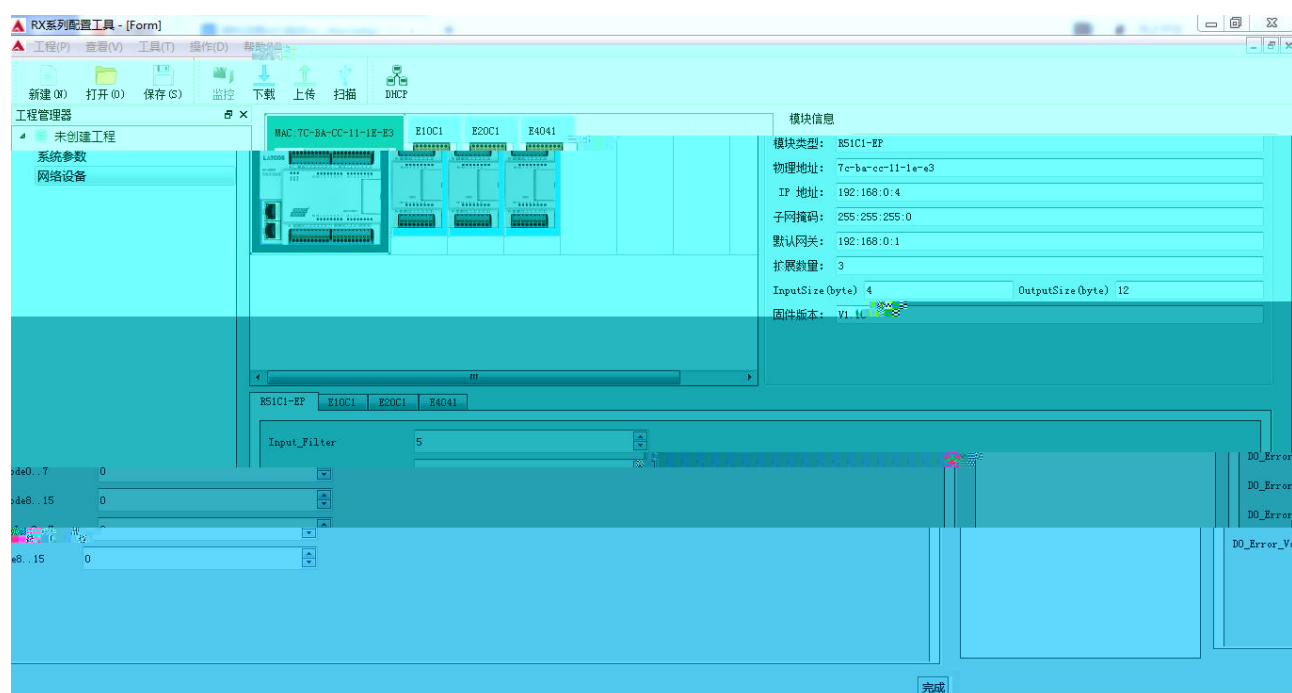 RX系列配置工具 - [Form]
工程(P) 查看(V) 工具(T) 操作(D)
新建(N) 打开(O) 保存(S) 监控 下载 上传 扫描 DHCP
工程管理器
未创建工程
系统参数
网络设备
MAC:7C-BA-CC-11-1E-E3 E10C1 E20C1 E4041
模块信息
模块类型: R51C1-EP
物理地址: 7c-ba-cc-11-1e-e3
IP 地址: 192:168:0:4
子网掩码: 255:255:255:0
默认网关: 192:168:0:1
扩展数量: 3
InputSize(byte) 4 OutputSize(byte) 12
固件版本:
R51C1-EP E10C1 E20C1 E4041
Input_Filter 5
ode0..7 0
ode8..15 0
e8..15 0
DO_Error
DO_Error
DO_Error
DO_Error_V
完成